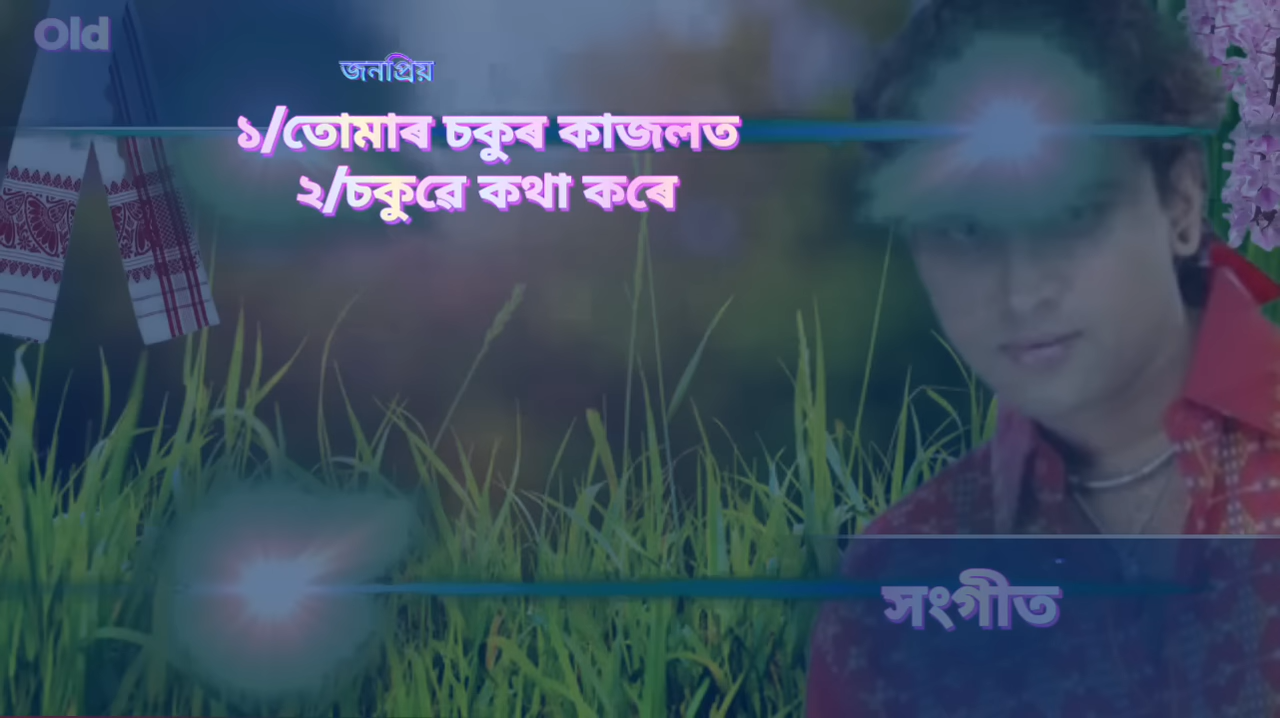 Old
জনপ্ৰিয়
১/তোমাৰ চকুৰ কাজলত
২/চকুৱে কথা কৰে
সংগীত